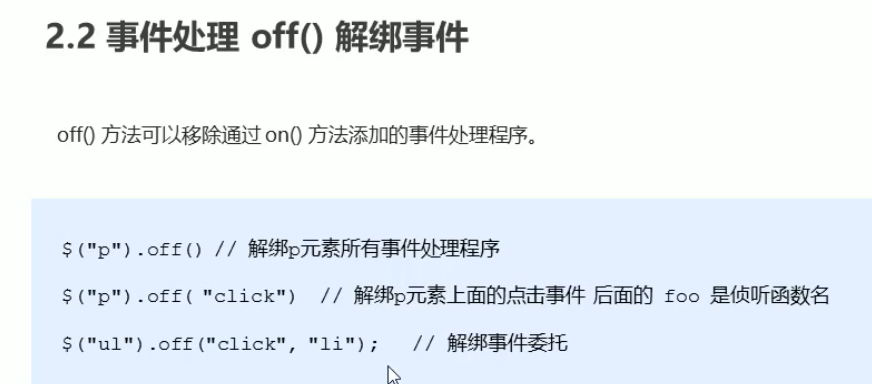 2.2 事件处理 off() 解绑事件
off() 方法可以移除通过 on() 方法添加的事件处理程序。
$("p").off() // 解绑p元素所有事件处理程序
$("p").off( "click")  // 解绑p元素上面的点击事件 后面的 foo 是侦听函数名
$("ul").off("click", "li");   // 解绑事件委托